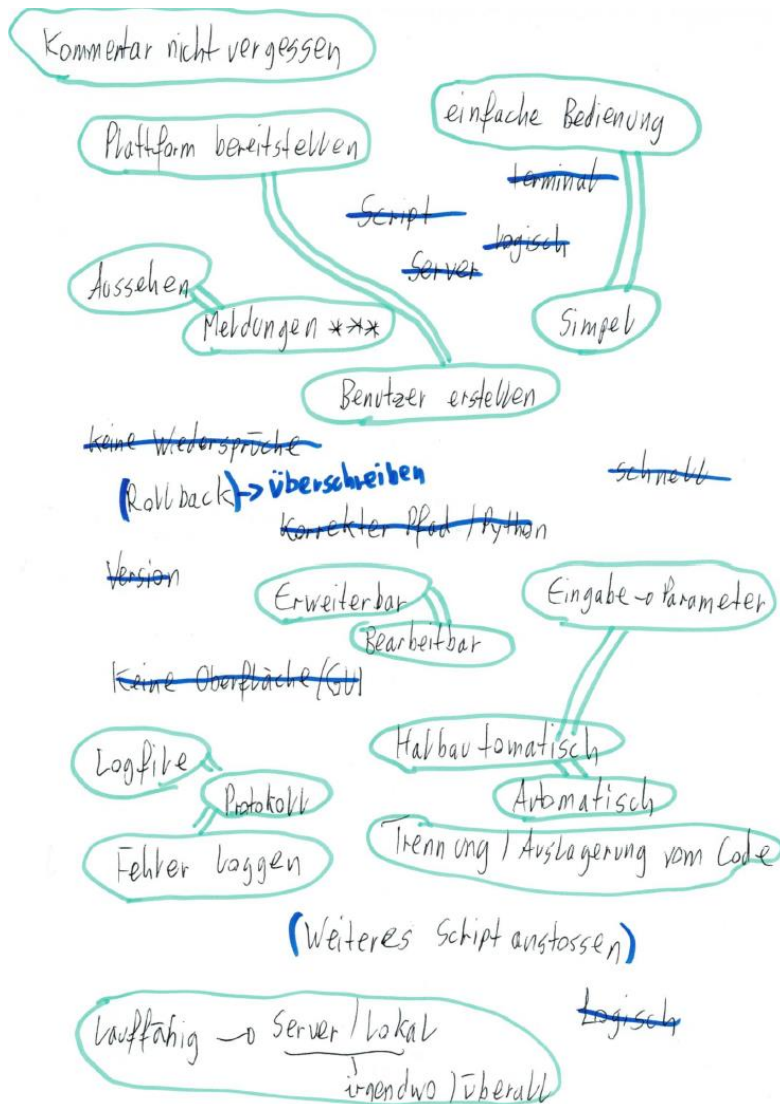 Kommentar nicht vergessen
einfache Bedienung
Plattform bereitstellen
terminal
Script
Logisch
Server
Aussehen
Meldungen ***
Simpel
Benutzer erstellen
keine Wiedersprüche
schnell
(Rollback) -> überschreiben
Korrekter Pfad / Python
Version
Erweiterbar
Eingabe -> Parameter
Bearbeitbar
Keine Oberfläche/GUI
Halbautomatisch
Logfile
Protokoll
Automatisch
Fehler loggen
Trennung / Auslagerung vom Code
(Weiteres Script anstossen)
Logisch
Lauffähig -> Server / Lokal
irgendwo / überall